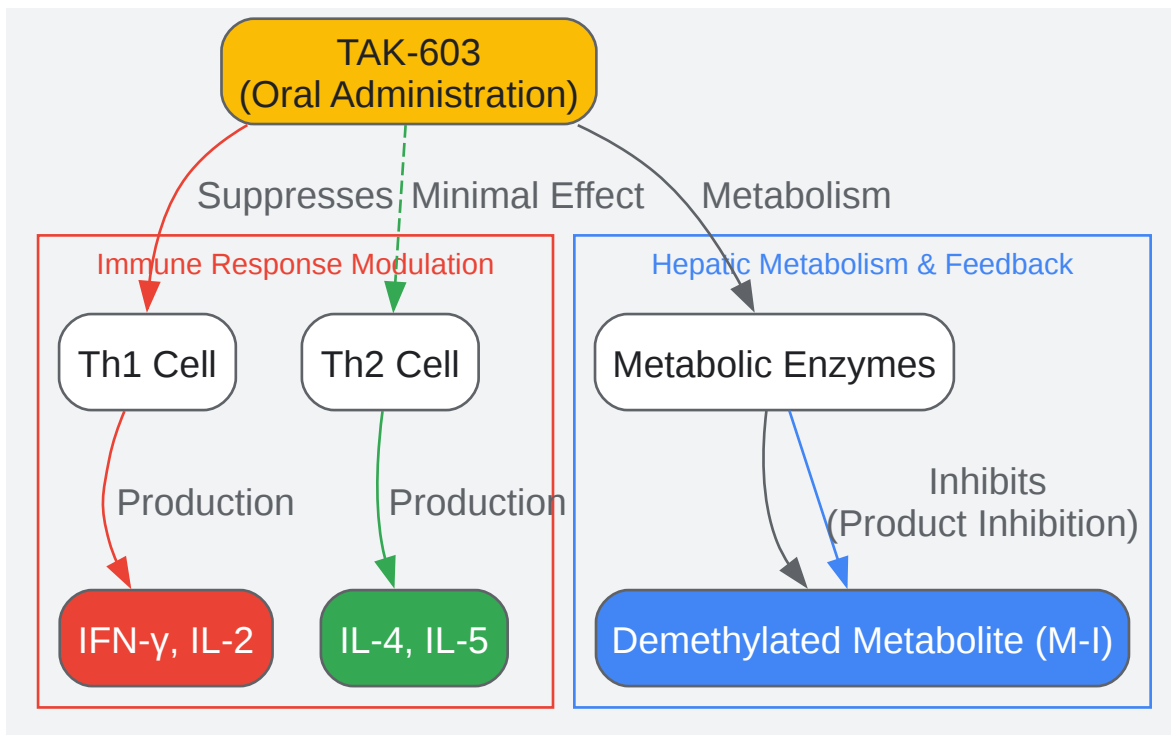 TAK-603
(Oral Administration)
Suppresses
Minimal Effect
Metabolism
Immune Response Modulation
Hepatic Metabolism & Feedback
Th1 Cell
Th2 Cell
Metabolic Enzymes
Production
Production
Inhibits
(Product Inhibition)
IFN-γ, IL-2
IL-4, IL-5
Demethylated Metabolite (M-I)